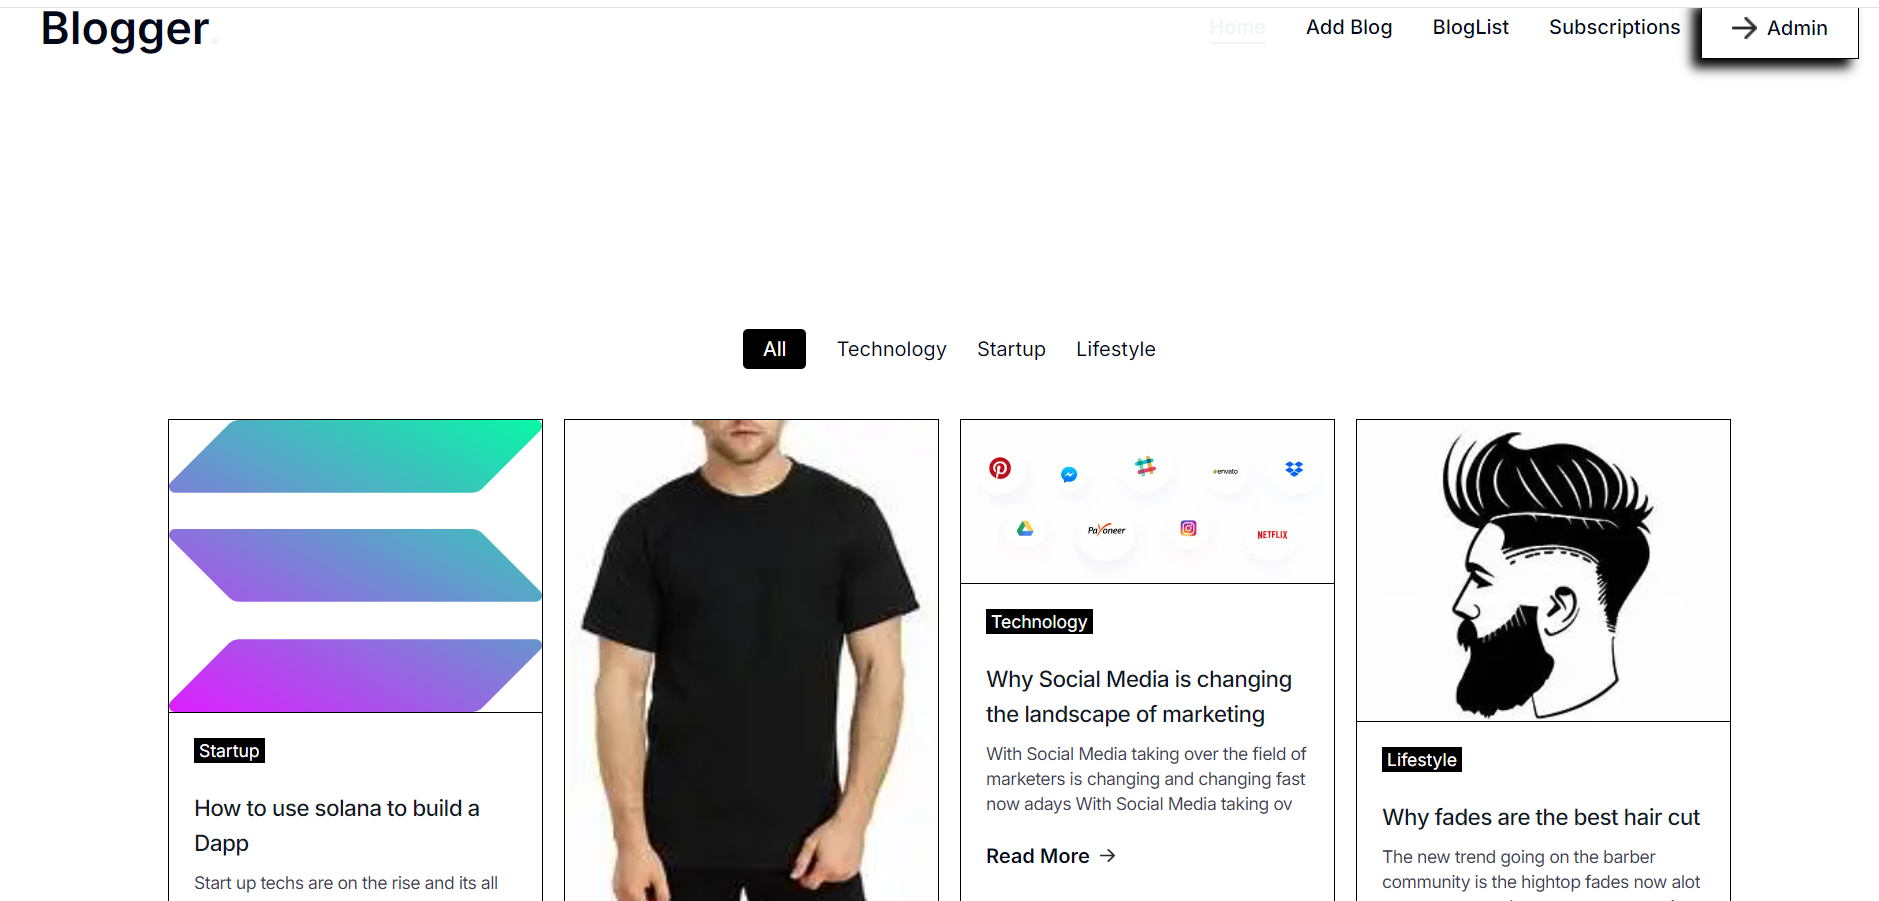 Blogger.
Home Add Blog BlogList Subscriptions Admin
All Technology Startup Lifestyle
Startup
How to use solana to build a
Dapp
Start up techs are on the rise and its all
envato
Payoneer
NETFLIX
Technology
Why Social Media is changing
the landscape of marketing
With Social Media taking over the field of
marketers is changing and changing fast
now adays With Social Media taking ov
Read More
Lifestyle
Why fades are the best hair cut
The new trend going on the barber
community is the hightop fades now alot